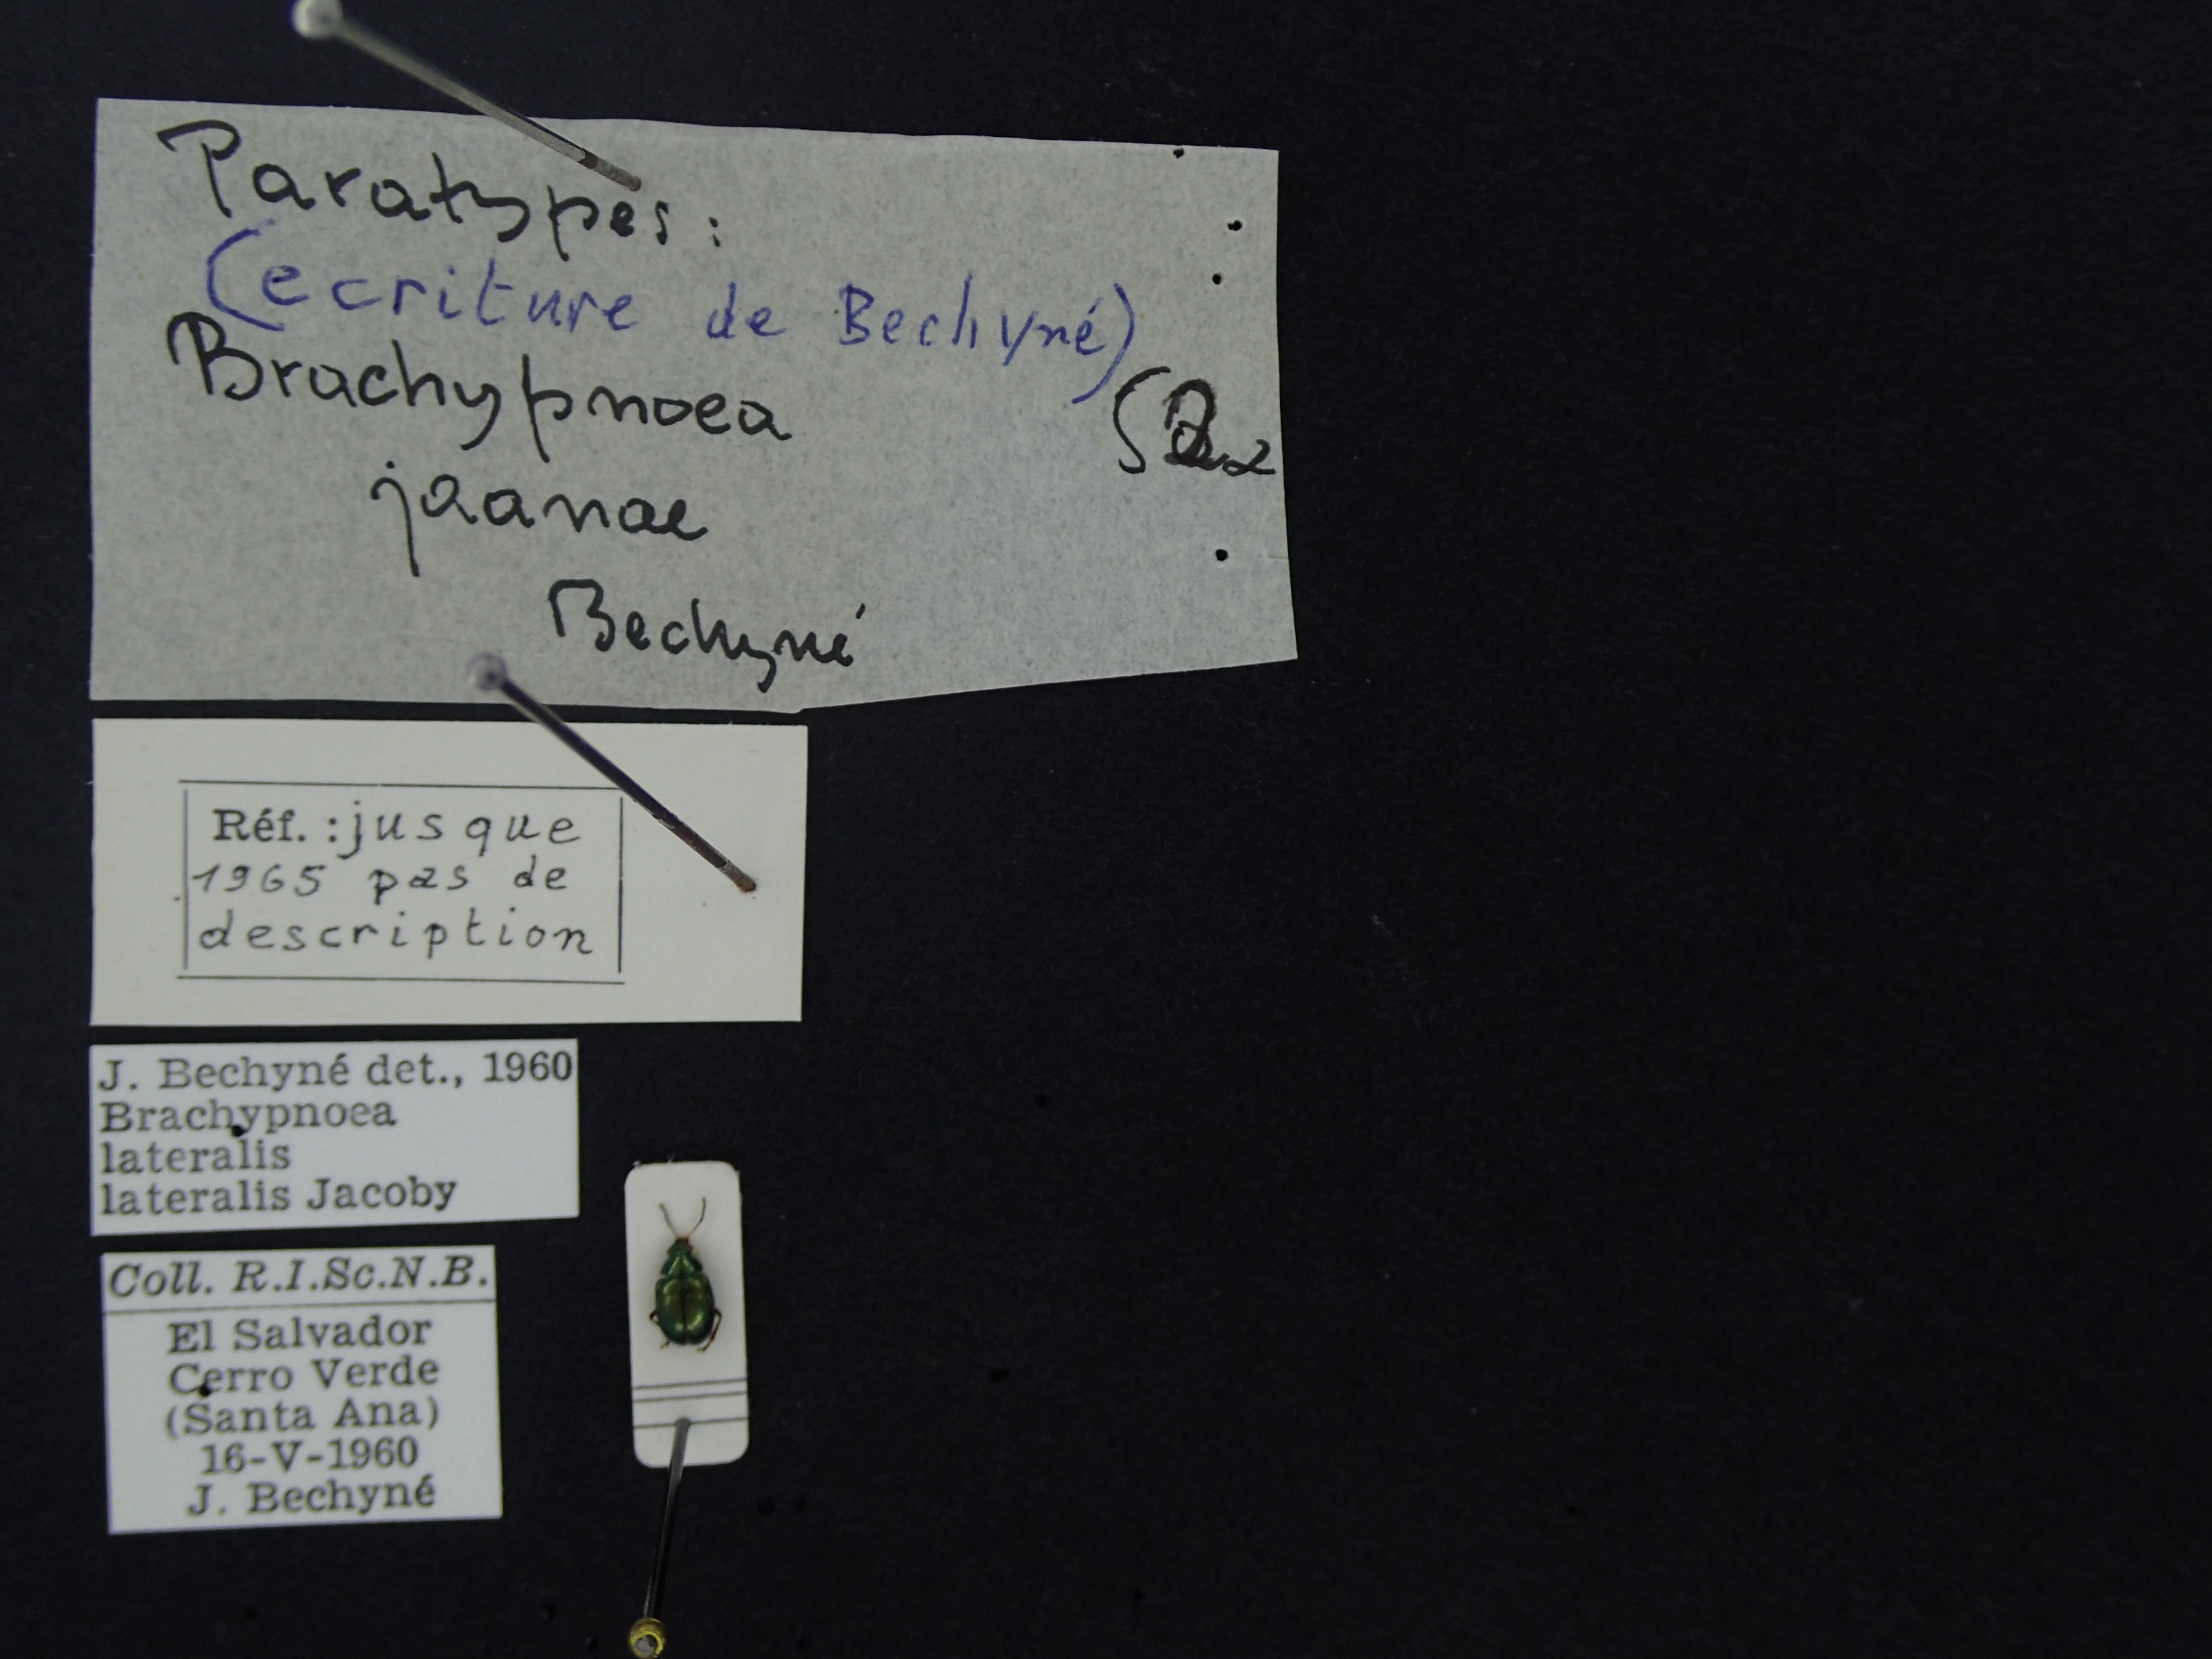 Paratypes:
(ecriture de Bechyné)
Brachypnoea
jaanae
Bechyné
Réf. : jusque
1965 pas de
description
J. Bechyné det., 1960
Brachypnoea
lateralis
lateralis Jacoby
Coll. R.I.Sc.N.B.
El Salvador
Cerro Verde
(Santa Ana)
16-V-1960
J. Bechyné